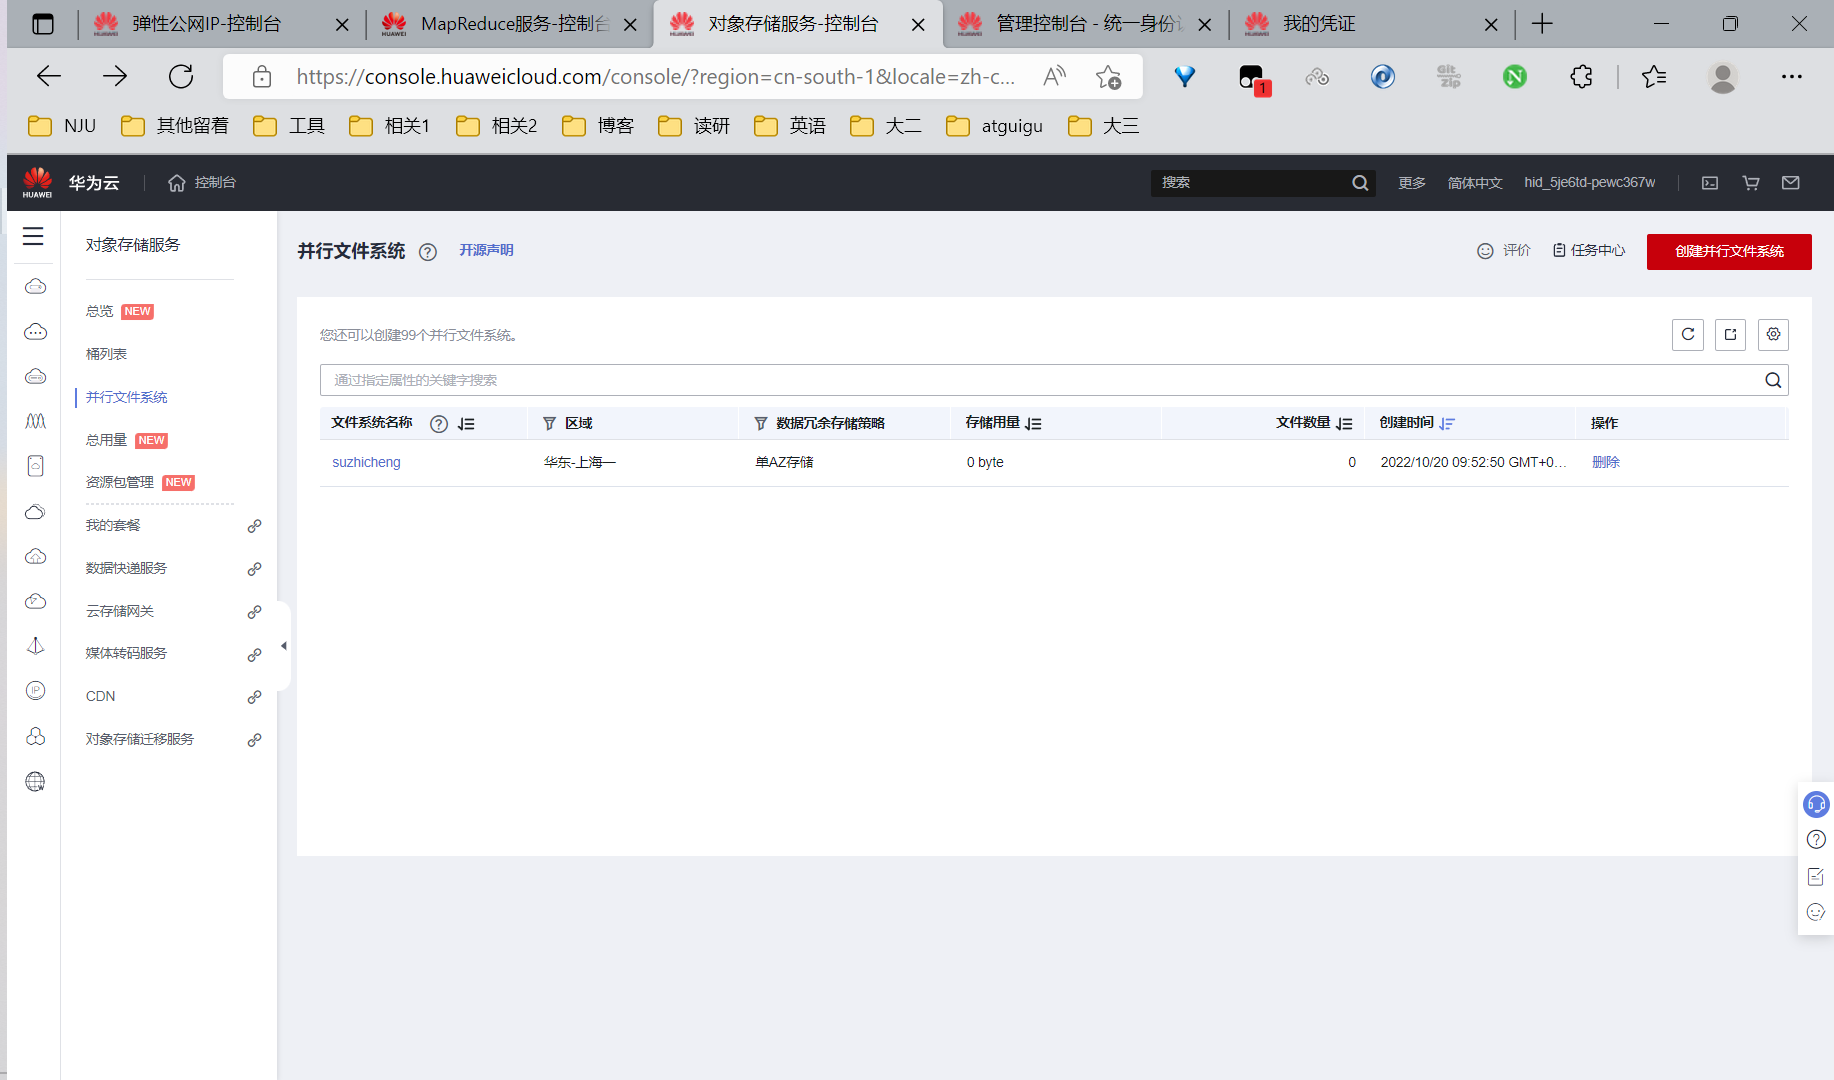 弹性公网IP-控制台
MapReduce服务-控制台
对象存储服务-控制台
管理控制台 - 统一身份认
我的凭证
https://console.huaweicloud.com/console/?region=cn-south-1&locale=zh-c...
1
Git zip
N
NJU 其他留着 工具 相关1 相关2 博客 读研 英语 大二 atguigu 大三
HUAWEI
华为云
控制台
搜索
更多
简体中文
hid_5je6td-pewc367w
对象存储服务
总览 NEW
桶列表
并行文件系统
总用量 NEW
资源包管理 NEW
我的套餐
数据快递服务
云存储网关
媒体转码服务
CDN
对象存储迁移服务
IP
并行文件系统 ? 开源声明
评价
任务中心
创建并行文件系统
您还可以创建99个并行文件系统。
通过指定属性的关键字搜索
文件系统名称 ? 区域 数据冗余存储策略 存储用量 文件数量 创建时间 操作
suzhicheng 华东-上海一 单AZ存储 0 byte 0 2022/10/20 09:52:50 GMT+0... 删除